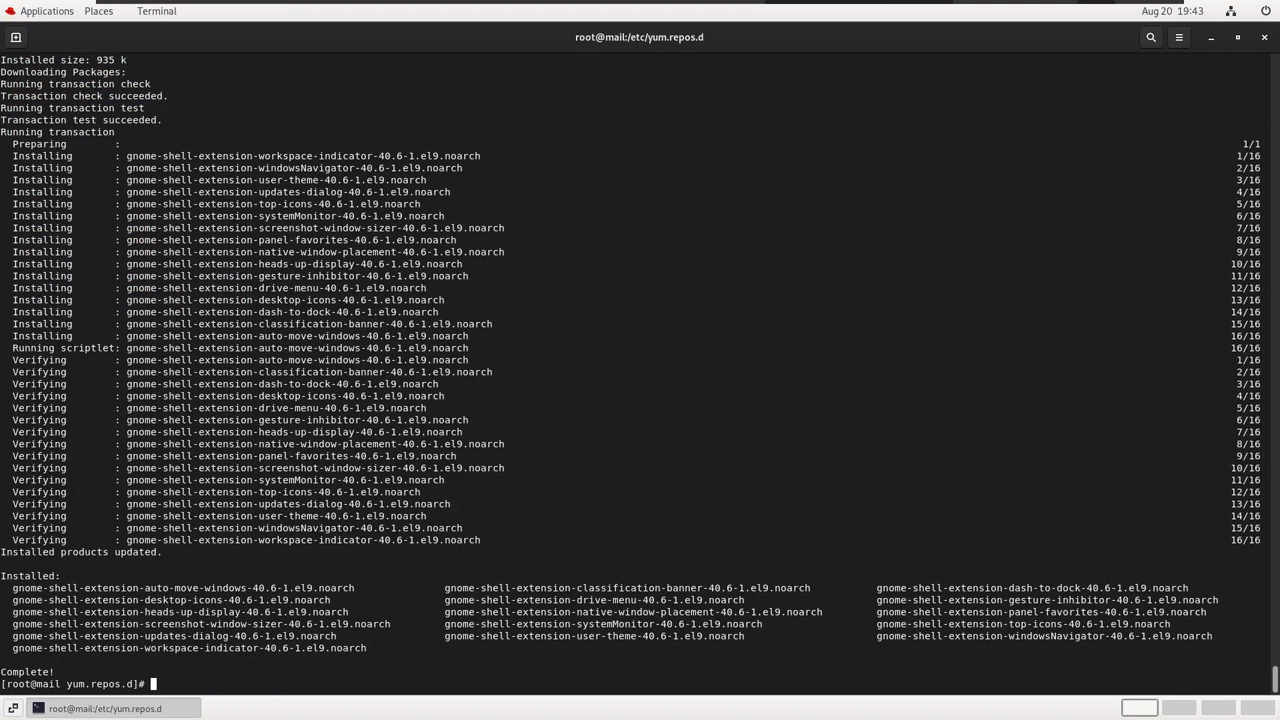 Applications Places Terminal Aug 20 19:43
root@mail:/etc/yum.repos.d
Installed size: 935 k
Downloading Packages:
Running transaction check
Transaction check succeeded.
Running transaction test
Transaction test succeeded.
Running transaction
Preparing : 1/1
Installing : gnome-shell-extension-workspace-indicator-40.6-1.el9.noarch 1/16
Installing : gnome-shell-extension-windowsNavigator-40.6-1.el9.noarch 2/16
Installing : gnome-shell-extension-user-theme-40.6-1.el9.noarch 3/16
Installing : gnome-shell-extension-updates-dialog-40.6-1.el9.noarch 4/16
Installing : gnome-shell-extension-top-icons-40.6-1.el9.noarch 5/16
Installing : gnome-shell-extension-systemMonitor-40.6-1.el9.noarch 6/16
Installing : gnome-shell-extension-screenshot-window-sizer-40.6-1.el9.noarch 7/16
Installing : gnome-shell-extension-panel-favorites-40.6-1.el9.noarch 8/16
Installing : gnome-shell-extension-native-window-placement-40.6-1.el9.noarch 9/16
Installing : gnome-shell-extension-heads-up-display-40.6-1.el9.noarch 10/16
Installing : gnome-shell-extension-gesture-inhibitor-40.6-1.el9.noarch 11/16
Installing : gnome-shell-extension-drive-menu-40.6-1.el9.noarch 12/16
Installing : gnome-shell-extension-desktop-icons-40.6-1.el9.noarch 13/16
Installing : gnome-shell-extension-dash-to-dock-40.6-1.el9.noarch 14/16
Installing : gnome-shell-extension-classification-banner-40.6-1.el9.noarch 15/16
Installing : gnome-shell-extension-auto-move-windows-40.6-1.el9.noarch 16/16
Running scriptlet: gnome-shell-extension-auto-move-windows-40.6-1.el9.noarch 16/16
Verifying : gnome-shell-extension-auto-move-windows-40.6-1.el9.noarch 1/16
Verifying : gnome-shell-extension-classification-banner-40.6-1.el9.noarch 2/16
Verifying : gnome-shell-extension-dash-to-dock-40.6-1.el9.noarch 3/16
Verifying : gnome-shell-extension-desktop-icons-40.6-1.el9.noarch 4/16
Verifying : gnome-shell-extension-drive-menu-40.6-1.el9.noarch 5/16
Verifying : gnome-shell-extension-gesture-inhibitor-40.6-1.el9.noarch 6/16
Verifying : gnome-shell-extension-heads-up-display-40.6-1.el9.noarch 7/16
Verifying : gnome-shell-extension-native-window-placement-40.6-1.el9.noarch 8/16
Verifying : gnome-shell-extension-panel-favorites-40.6-1.el9.noarch 9/16
Verifying : gnome-shell-extension-screenshot-window-sizer-40.6-1.el9.noarch 10/16
Verifying : gnome-shell-extension-systemMonitor-40.6-1.el9.noarch 11/16
Verifying : gnome-shell-extension-top-icons-40.6-1.el9.noarch 12/16
Verifying : gnome-shell-extension-updates-dialog-40.6-1.el9.noarch 13/16
Verifying : gnome-shell-extension-user-theme-40.6-1.el9.noarch 14/16
Verifying : gnome-shell-extension-windowsNavigator-40.6-1.el9.noarch 15/16
Verifying : gnome-shell-extension-workspace-indicator-40.6-1.el9.noarch 16/16
Installed products updated.
Installed:
gnome-shell-extension-auto-move-windows-40.6-1.el9.noarch gnome-shell-extension-classification-banner-40.6-1.el9.noarch gnome-shell-extension-dash-to-dock-40.6-1.el9.noarch
gnome-shell-extension-desktop-icons-40.6-1.el9.noarch gnome-shell-extension-drive-menu-40.6-1.el9.noarch gnome-shell-extension-gesture-inhibitor-40.6-1.el9.noarch
gnome-shell-extension-heads-up-display-40.6-1.el9.noarch gnome-shell-extension-native-window-placement-40.6-1.el9.noarch gnome-shell-extension-panel-favorites-40.6-1.el9.noarch
gnome-shell-extension-screenshot-window-sizer-40.6-1.el9.noarch gnome-shell-extension-systemMonitor-40.6-1.el9.noarch gnome-shell-extension-top-icons-40.6-1.el9.noarch
gnome-shell-extension-updates-dialog-40.6-1.el9.noarch gnome-shell-extension-user-theme-40.6-1.el9.noarch gnome-shell-extension-windowsNavigator-40.6-1.el9.noarch
gnome-shell-extension-workspace-indicator-40.6-1.el9.noarch
Complete!
[root@mail yum.repos.d]#
root@mail:/etc/yum.repos.d